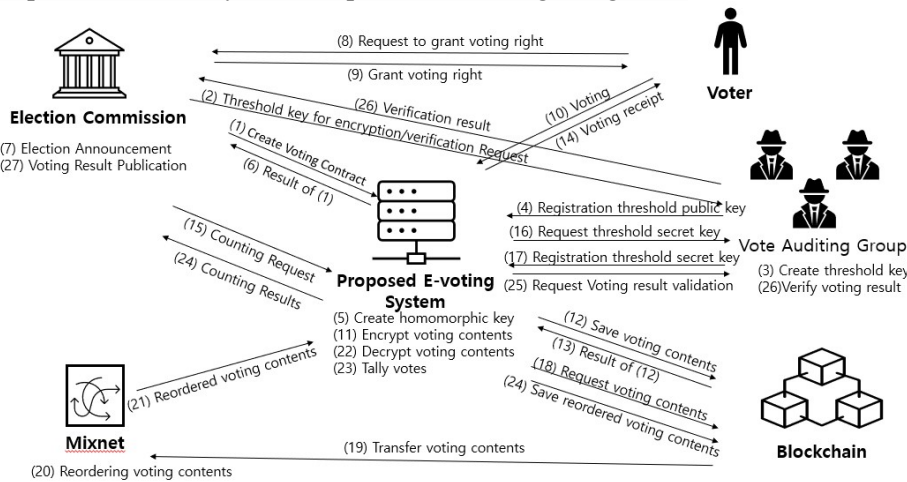 (8) Request to grant voting right
(9) Grant voting right
Voter
Election Commission
(7) Election Announcement
(27) Voting Result Publication
(2) Threshold key for encryption/verification Request
(26) Verification result
(10) Voting
(14) Voting receipt
(1) Create Voting Contract
(6) Result of (1)
(4) Registration threshold public key
(16) Request threshold secret key
(17) Registration threshold secret key
(25) Request Voting result validation
Vote Auditing Group
(3) Create threshold key
(26)Verify voting result
(15) Counting Request
(24) Counting Results
Proposed E-voting
System
(5) Create homomorphic key
(11) Encrypt voting contents
(22) Decrypt voting contents
(23) Tally votes
(12) Save voting contents
(13) Result of (12)
(18) Request voting contents
(24) Save reordered voting contents
(21) Reordered voting contents
Mixnet
(19) Transfer voting contents
Blockchain
(20) Reordering voting contents